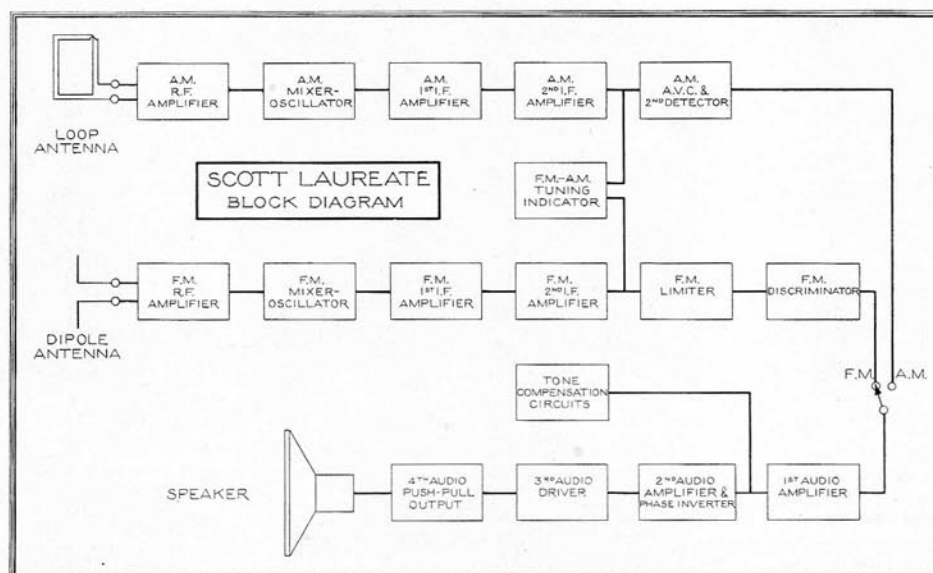 A.M.
R.F.
AMPLIFIER
A.M.
MIXER-
OSCILLATOR
A.M.
1ST I.F.
AMPLIFIER
A.M.
2ND I.F.
AMPLIFIER
A.M.
A.V.C. &
2ND DETECTOR
LOOP
ANTENNA
SCOTT LAUREATE
BLOCK DIAGRAM
F.M.-A.M.
TUNING
INDICATOR
F.M.
R.F.
AMPLIFIER
F.M.
MIXER-
OSCILLATOR
F.M.
1ST I.F.
AMPLIFIER
F.M.
2ND I.F.
AMPLIFIER
F.M.
LIMITER
F.M.
DISCRIMINATOR
DIPOLE
ANTENNA
F.M.
A.M.
TONE
COMPENSATION
CIRCUITS
SPEAKER
4TH AUDIO
PUSH-PULL
OUTPUT
3RD AUDIO
DRIVER
2ND AUDIO
AMPLIFIER &
PHASE INVERTER
1ST AUDIO
AMPLIFIER